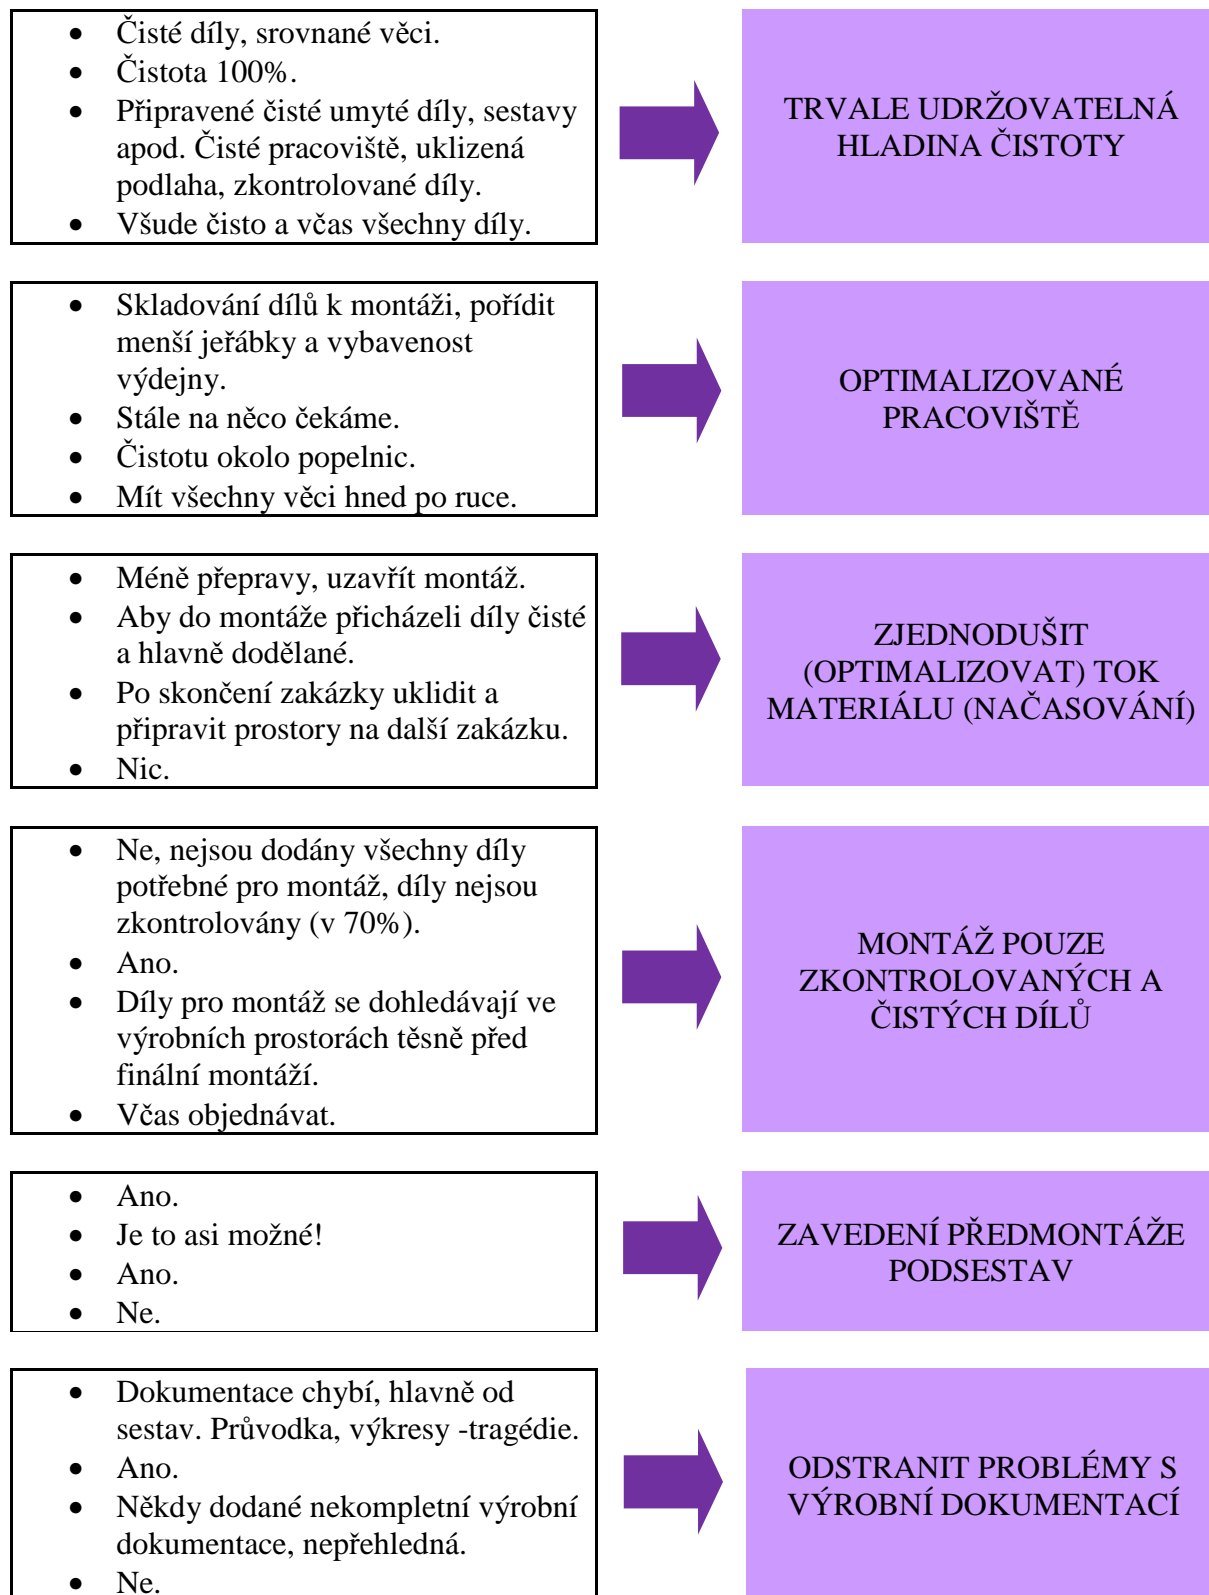 • Čisté díly, srovnané věci.
• Čistota 100%.
• Připravené čisté umyté díly, sestavy
apod. Čisté pracoviště, uklizená
podlaha, zkontrolované díly.
• Všude čisto a včas všechny díly.
TRVALE UDRŽOVATELNÁ
HLADINA ČISTOTY
• Skladování dílů k montáži, pořídit
menší jeřábky a vybavenost
výdejny.
• Stále na něco čekáme.
• Čistotu okolo popelnic.
• Mít všechny věci hned po ruce.
OPTIMALIZOVANÉ
PRACOVIŠTĚ
• Méně přepravy, uzavřít montáž.
• Aby do montáže přicházeli díly čisté
a hlavně dodělané.
• Po skončení zakázky uklidit a
připravit prostory na další zakázku.
• Nic.
ZJEDNODUŠIT
(OPTIMALIZOVAT) TOK
MATERIÁLU (NAČASOVÁNÍ)
• Ne, nejsou dodány všechny díly
potřebné pro montáž, díly nejsou
zkontrolovány (v 70%).
• Ano.
• Díly pro montáž se dohledávají ve
výrobních prostorách těsně před
finální montáží.
• Včas objednávat.
MONTÁŽ POUZE
ZKONTROLOVANÝCH A
ČISTÝCH DÍLŮ
• Ano.
• Je to asi možné!
• Ano.
• Ne.
ZAVEDENÍ PŘEDMONTÁŽE
PODSESTAV
• Dokumentace chybí, hlavně od
sestav. Průvodka, výkresy -tragédie.
• Ano.
• Někdy dodané nekompletní výrobní
dokumentace, nepřehledná.
• Ne.
ODSTRANIT PROBLÉMY S
VÝROBNÍ DOKUMENTACÍ